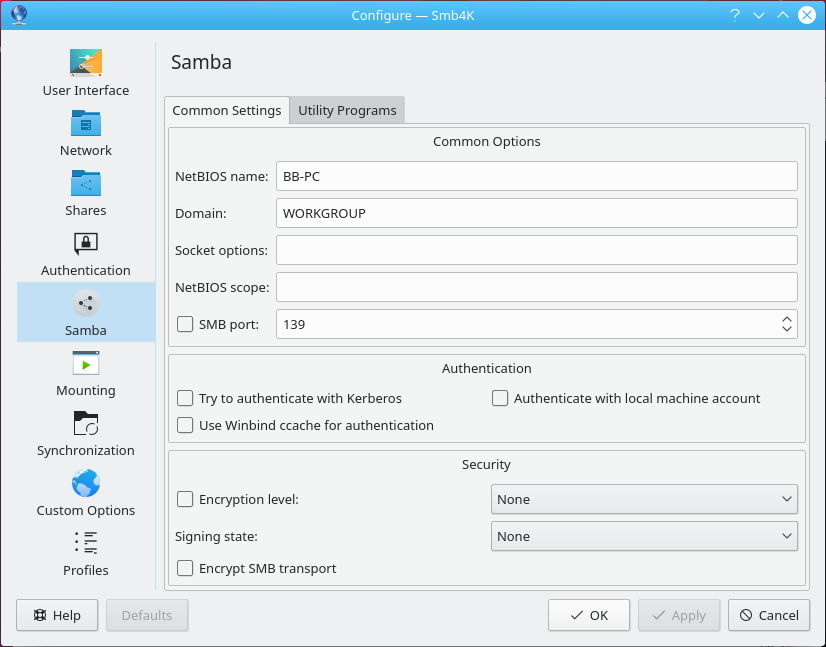 Configure — Smb4K
User Interface
Network
Shares
Authentication
Samba
Mounting
Synchronization
Custom Options
Profiles
Samba
Common Settings Utility Programs
Common Options
NetBIOS name: BB-PC
Domain: WORKGROUP
Socket options:
NetBIOS scope:
SMB port: 139
Authentication
Try to authenticate with Kerberos Authenticate with local machine account
Use Winbind ccache for authentication
Security
Encryption level: None
Signing state: None
Encrypt SMB transport
Help Defaults OK Apply Cancel